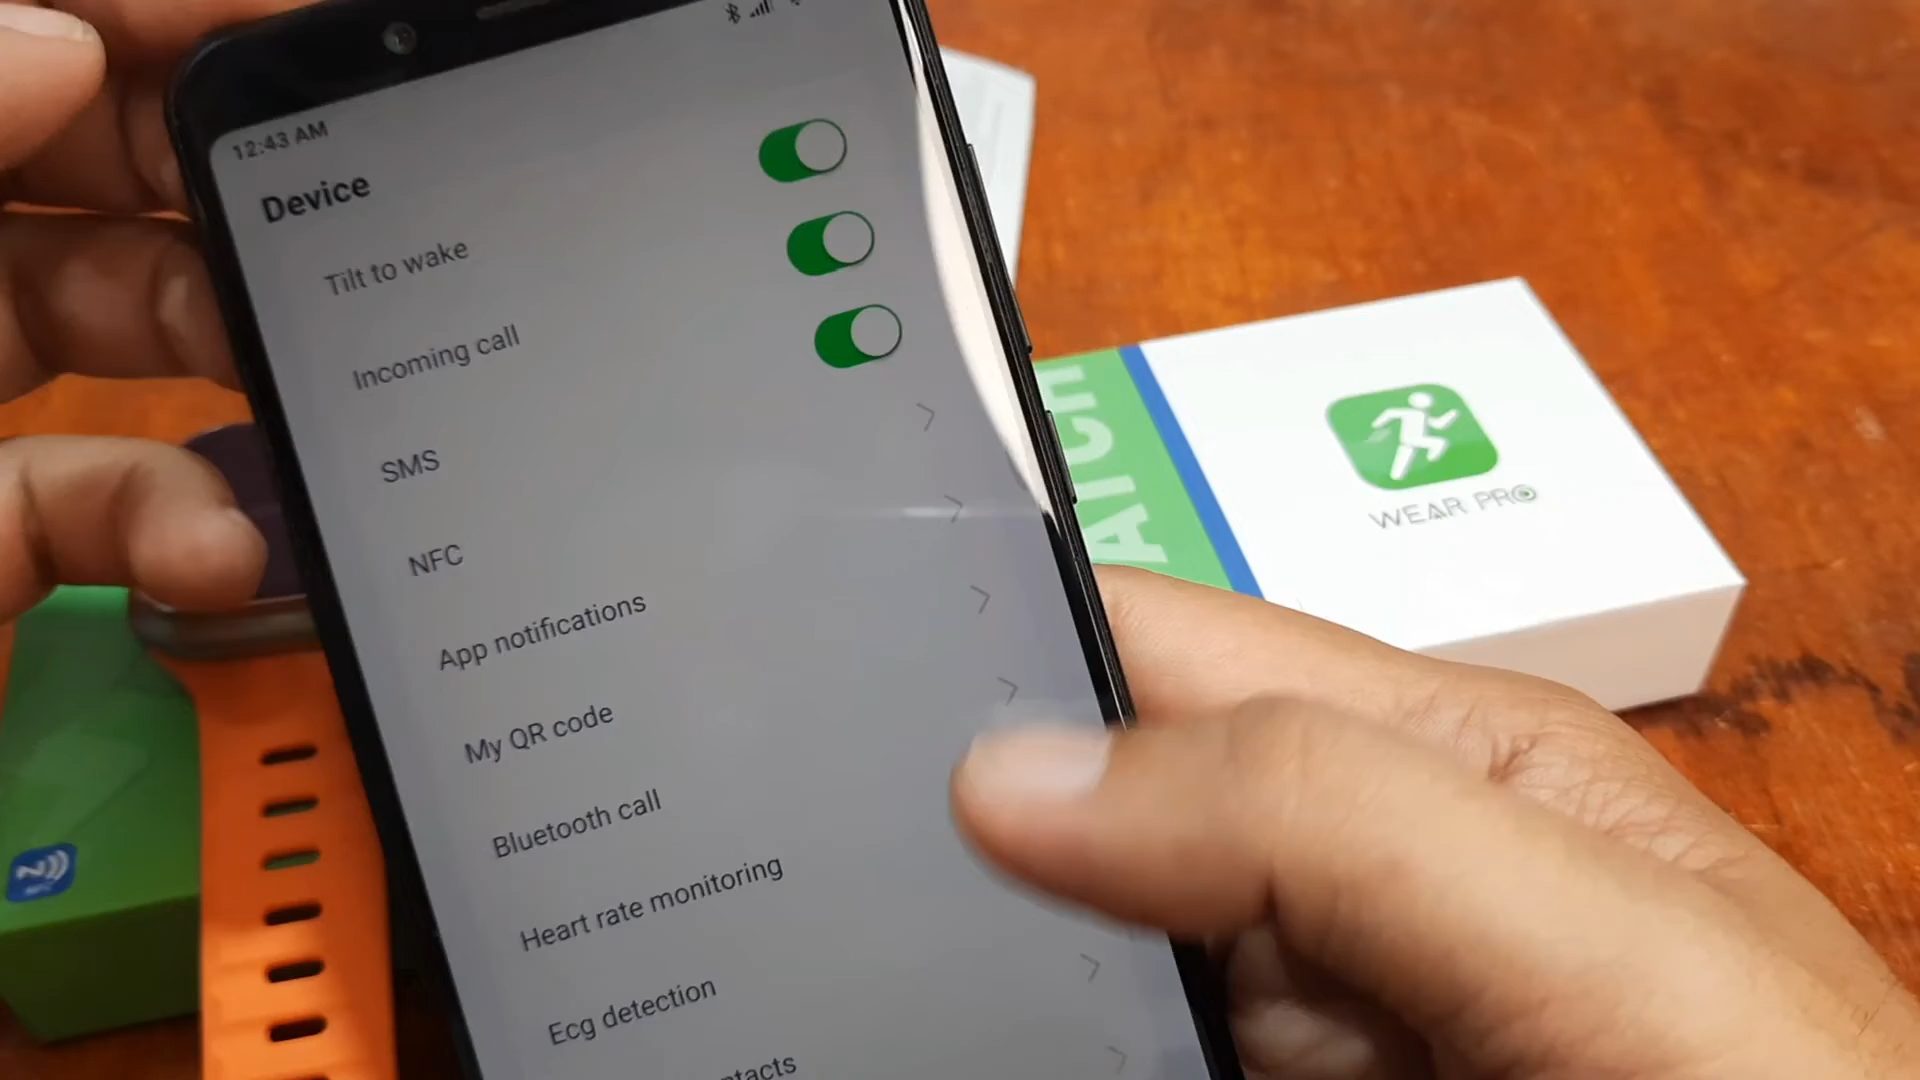 12:43 AM
Device
Tilt to wake
Incoming call
SMS
NFC
App notifications
My QR code
Bluetooth call
Heart rate monitoring
Ecg detection
WEAR PRO